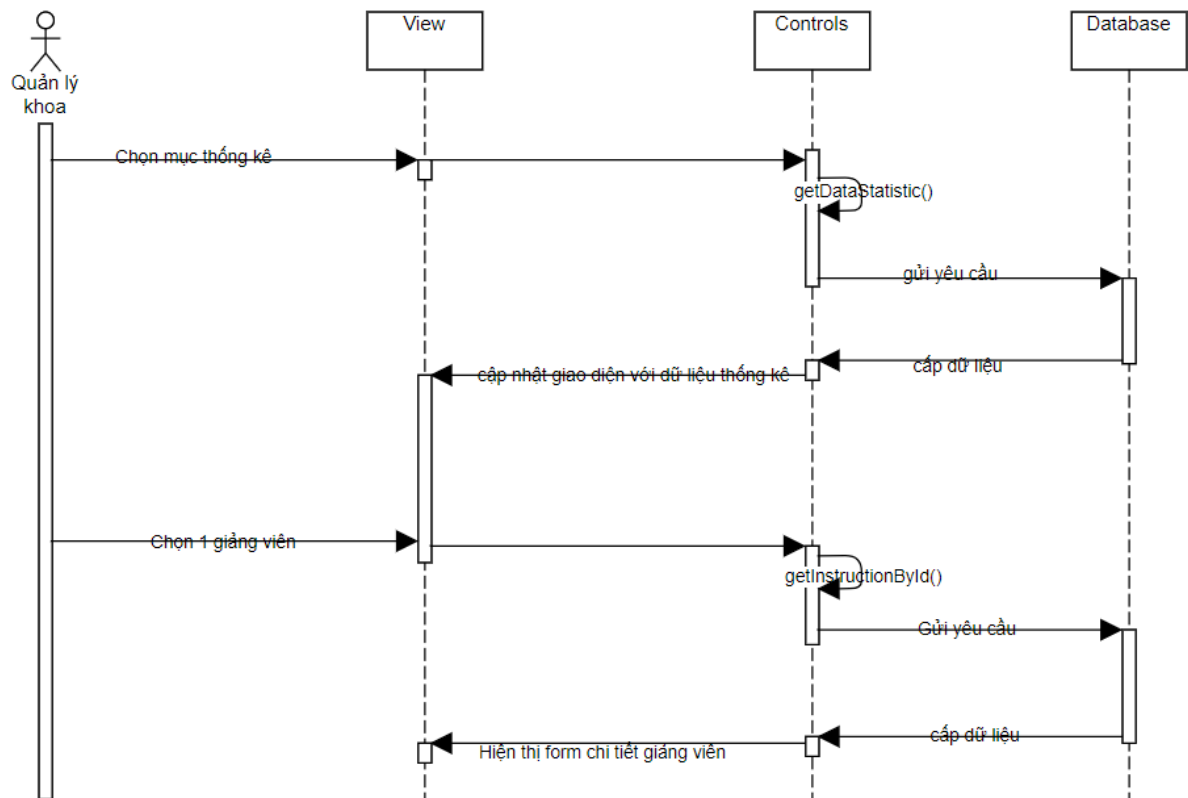 View
Controls
Database
Quản lý
khoa
Chọn mục thống kê
getDataStatistic()
gửi yêu cầu
cấp dữ liệu
cập nhật giao diện với dữ liệu thống kê
Chọn 1 giảng viên
getInstructionById()
Gửi yêu cầu
cấp dữ liệu
Hiện thị form chi tiết giảng viên